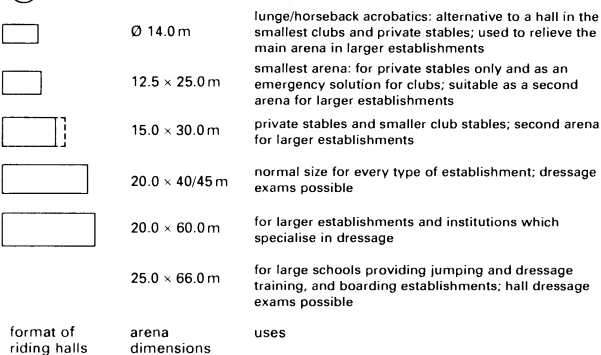 Ø 14.0 m
lunge/horseback acrobatics: alternative to a hall in the
smallest clubs and private stables; used to relieve the
main arena in larger establishments
12.5 × 25.0 m
smallest arena: for private stables only and as an
emergency solution for clubs; suitable as a second
arena for larger establishments
15.0 × 30.0 m
private stables and smaller club stables; second arena
for larger establishments
20.0 × 40/45 m
normal size for every type of establishment; dressage
exams possible
20.0 × 60.0 m
for larger establishments and institutions which
specialise in dressage
25.0 × 66.0 m
for large schools providing jumping and dressage
training, and boarding establishments; hall dressage
exams possible
format of
riding halls
arena
dimensions
uses